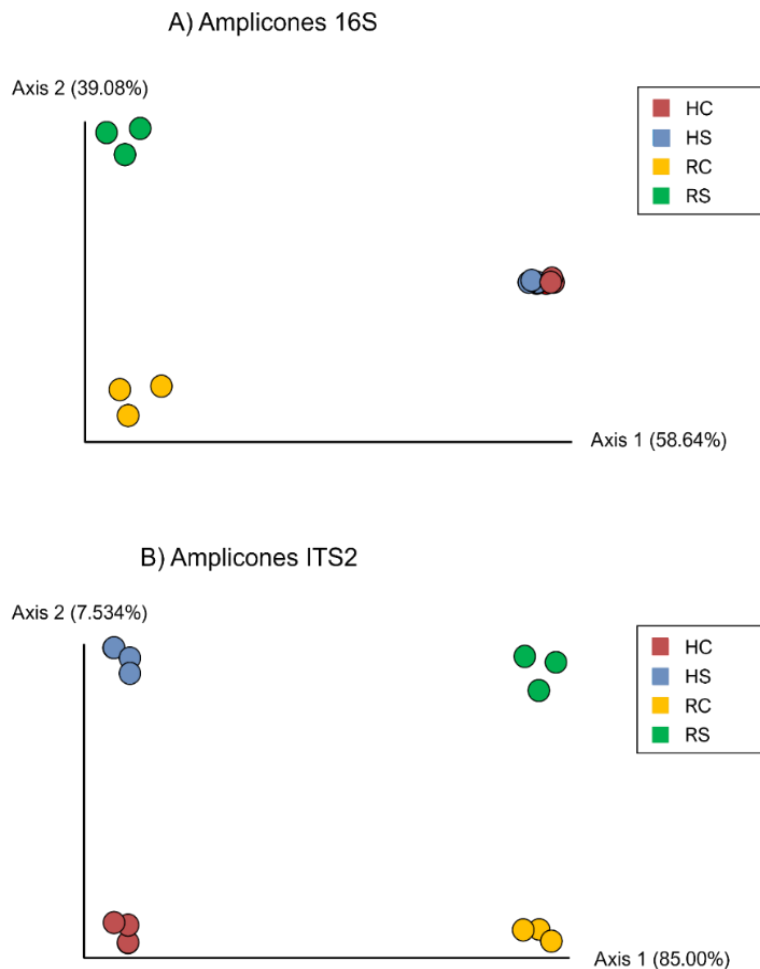 A) Amplicones 16S
Axis 2 (39.08%)
HC
HS
RC
RS
Axis 1 (58.64%)
B) Amplicones ITS2
Axis 2 (7.534%)
HC
HS
RC
RS
Axis 1 (85.00%)